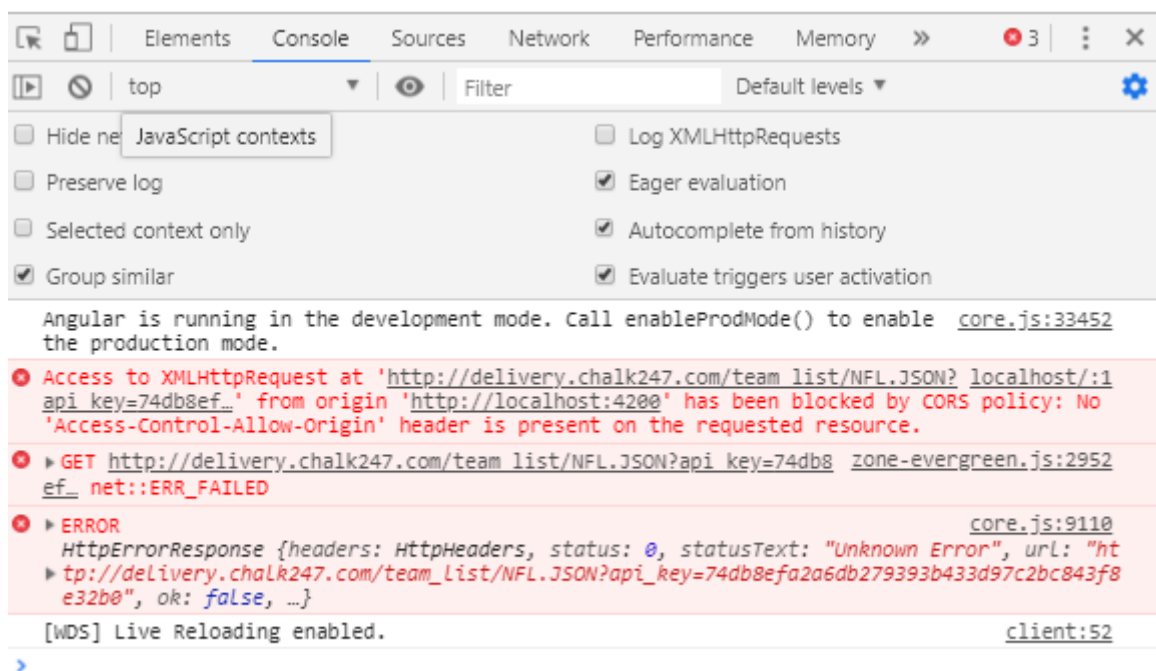 Elements Console Sources Network Performance Memory » 3
top Filter Default levels
Hide ne JavaScript contexts Log XMLHttpRequests
Preserve log Eager evaluation
Selected context only Autocomplete from history
Group similar Evaluate triggers user activation
Angular is running in the development mode. Call enableProdMode() to enable core.js:33452
the production mode.
Access to XMLHttpRequest at 'http://delivery.chalk247.com/team_list/NFL.JSON? localhost/:1
api_key=74db8ef…' from origin 'http://localhost:4200' has been blocked by CORS policy: No
'Access-Control-Allow-Origin' header is present on the requested resource.
GET http://delivery.chalk247.com/team_list/NFL.JSON?api_key=74db8 zone-evergreen.js:2952
ef… net::ERR_FAILED
ERROR core.js:9110
HttpErrorResponse {headers: HttpHeaders, status: 0, statusText: "Unknown Error", url: "ht
tp://delivery.chalk247.com/team_list/NFL.JSON?api_key=74db8efa2a6db279393b433d97c2bc843f8
e32b0", ok: false, …}
[WDS] Live Reloading enabled. client:52